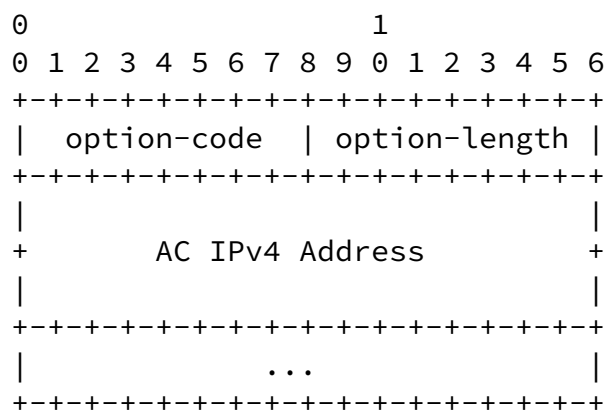 0                   1
0 1 2 3 4 5 6 7 8 9 0 1 2 3 4 5 6
+-+-+-+-+-+-+-+-+-+-+-+-+-+-+-+-+
|  option-code  | option-length |
+-+-+-+-+-+-+-+-+-+-+-+-+-+-+-+-+
|                               |
+       AC IPv4 Address         +
|                               |
+-+-+-+-+-+-+-+-+-+-+-+-+-+-+-+-+
|             ...               |
+-+-+-+-+-+-+-+-+-+-+-+-+-+-+-+-+